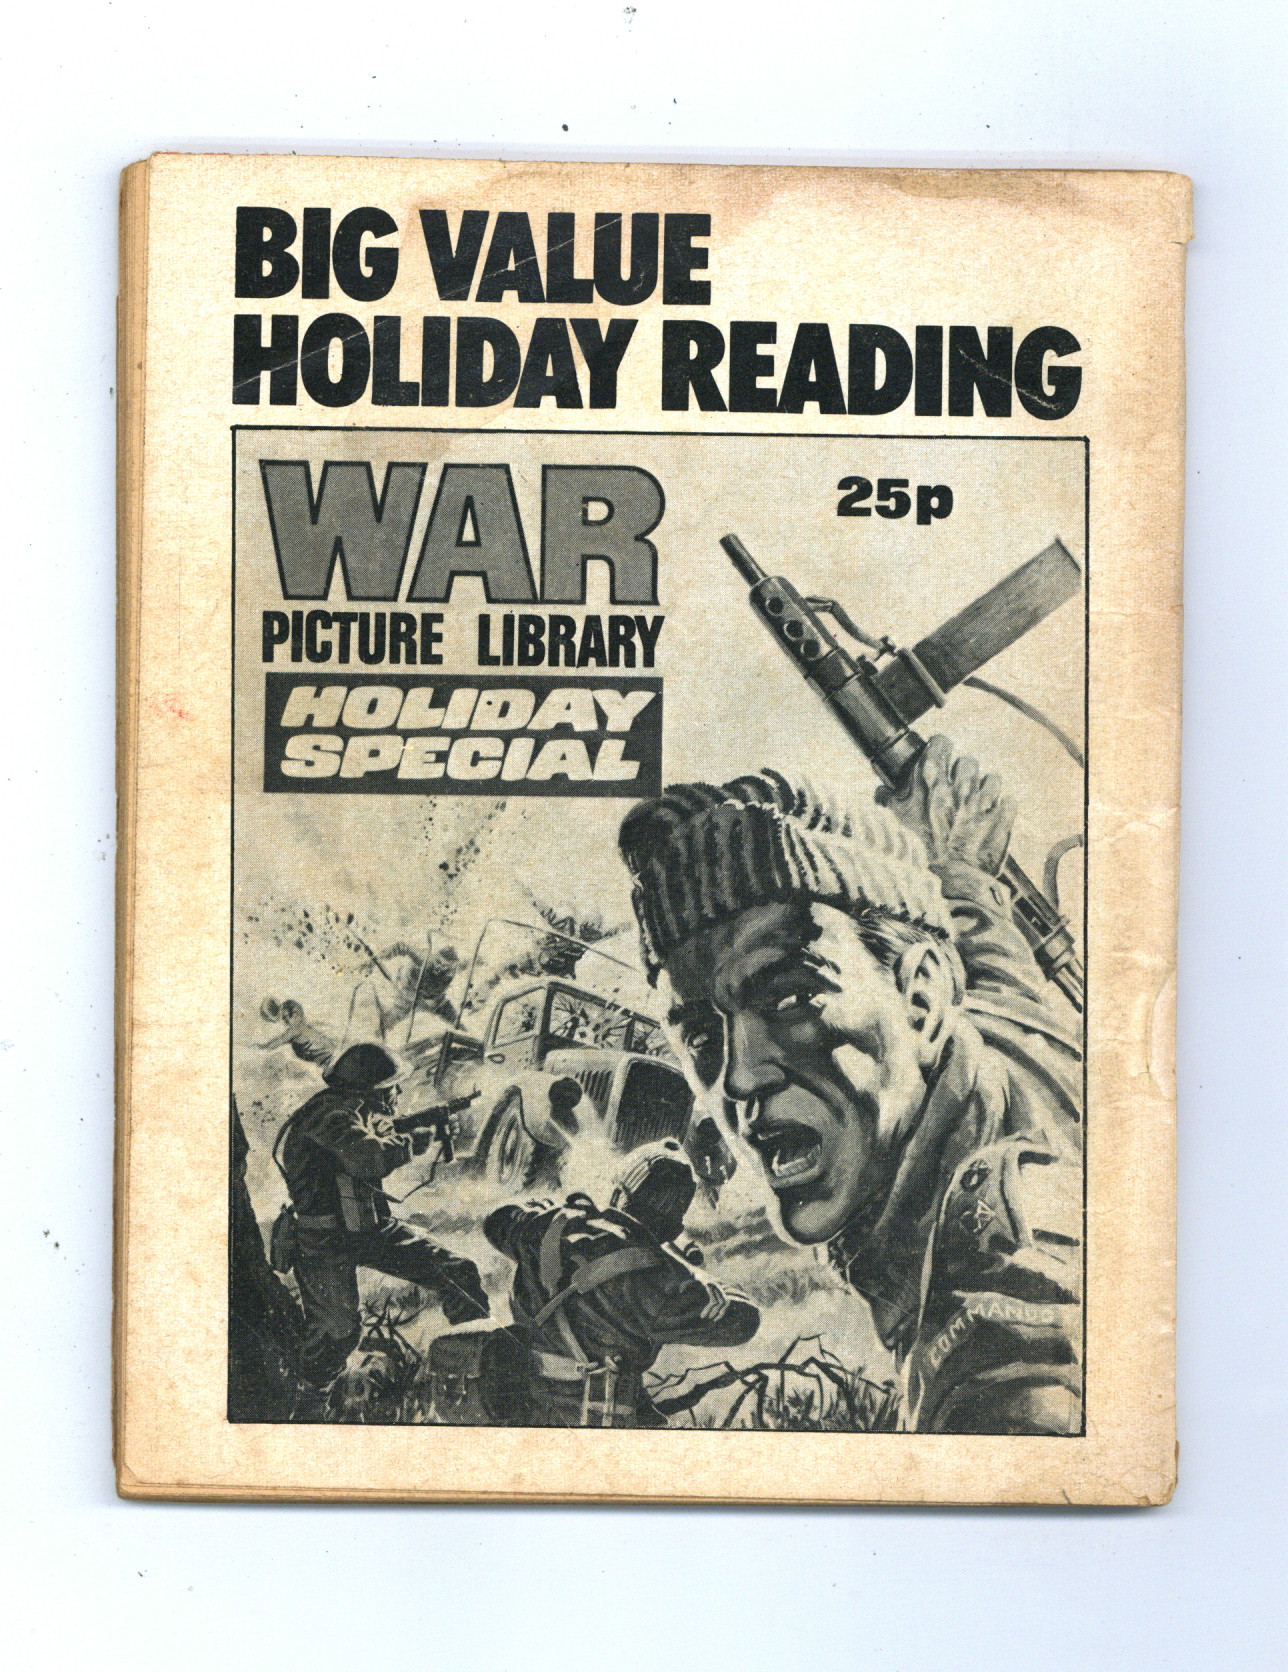 BIG VALUE
HOLIDAY READING
WAR
25p
PICTURE LIBRARY
HOLIDAY
SPECIAL
COMMANDO